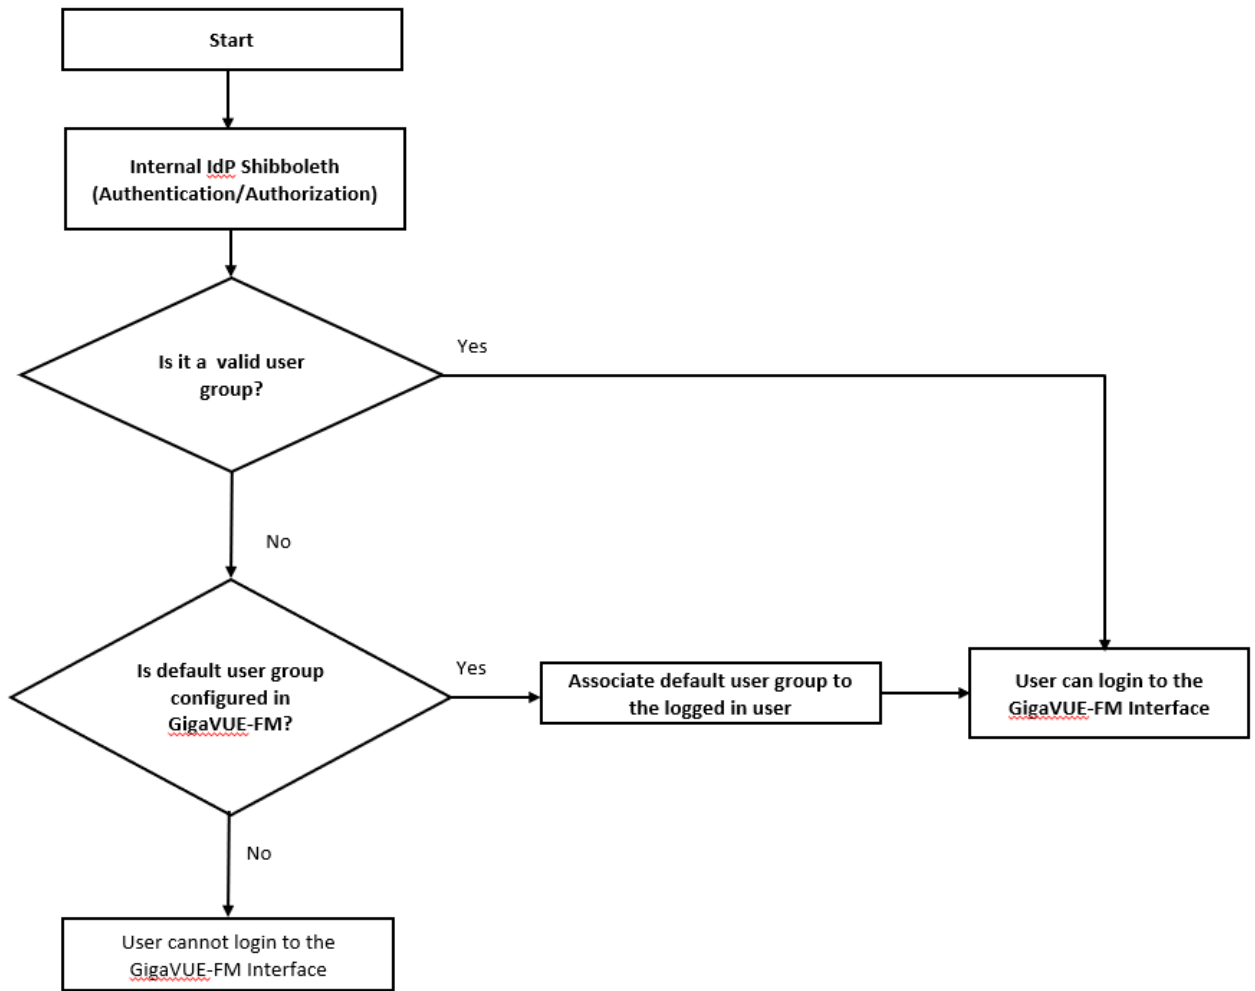 Start
Internal IdP Shibboleth
(Authentication/Authorization)
Is it a  valid user
group?
Yes
No
Is default user group
configured in
GigaVUE-FM?
Yes
Associate default user group to
the logged in user
User can login to the
GigaVUE-FM Interface
No
User cannot login to the
GigaVUE-FM Interface